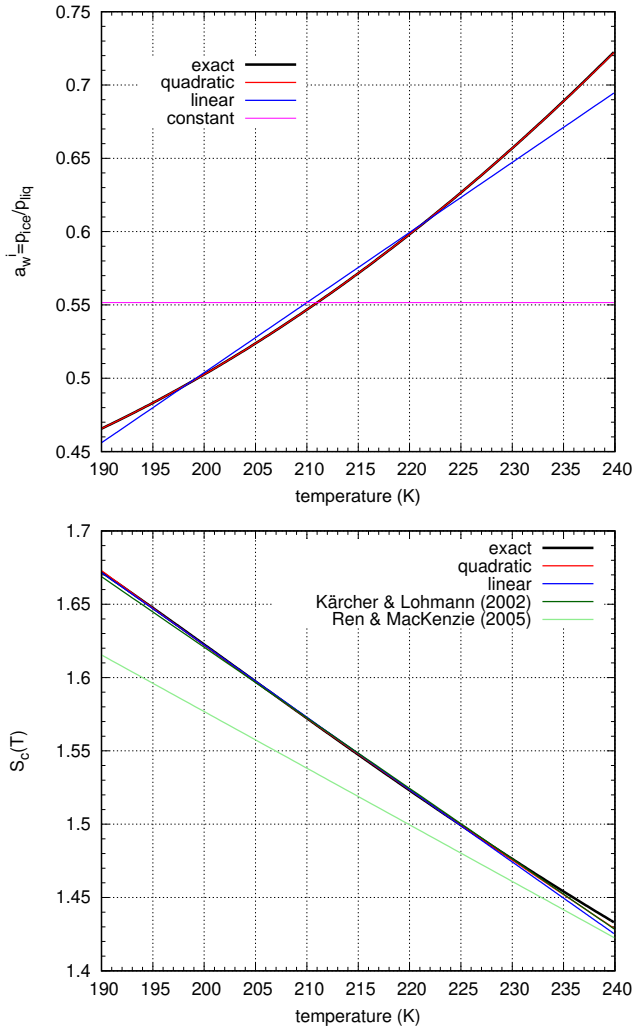 0.75
0.7
0.65
0.6
0.55
0.5
0.45
exact
quadratic
linear
constant
a_w^i=p_ice/p_liq
190 195 200 205 210 215 220 225 230 235 240
temperature (K)
1.7
1.65
1.6
1.55
1.5
1.45
1.4
exact
quadratic
linear
Kärcher & Lohmann (2002)
Ren & MacKenzie (2005)
S_c(T)
190 195 200 205 210 215 220 225 230 235 240
temperature (K)